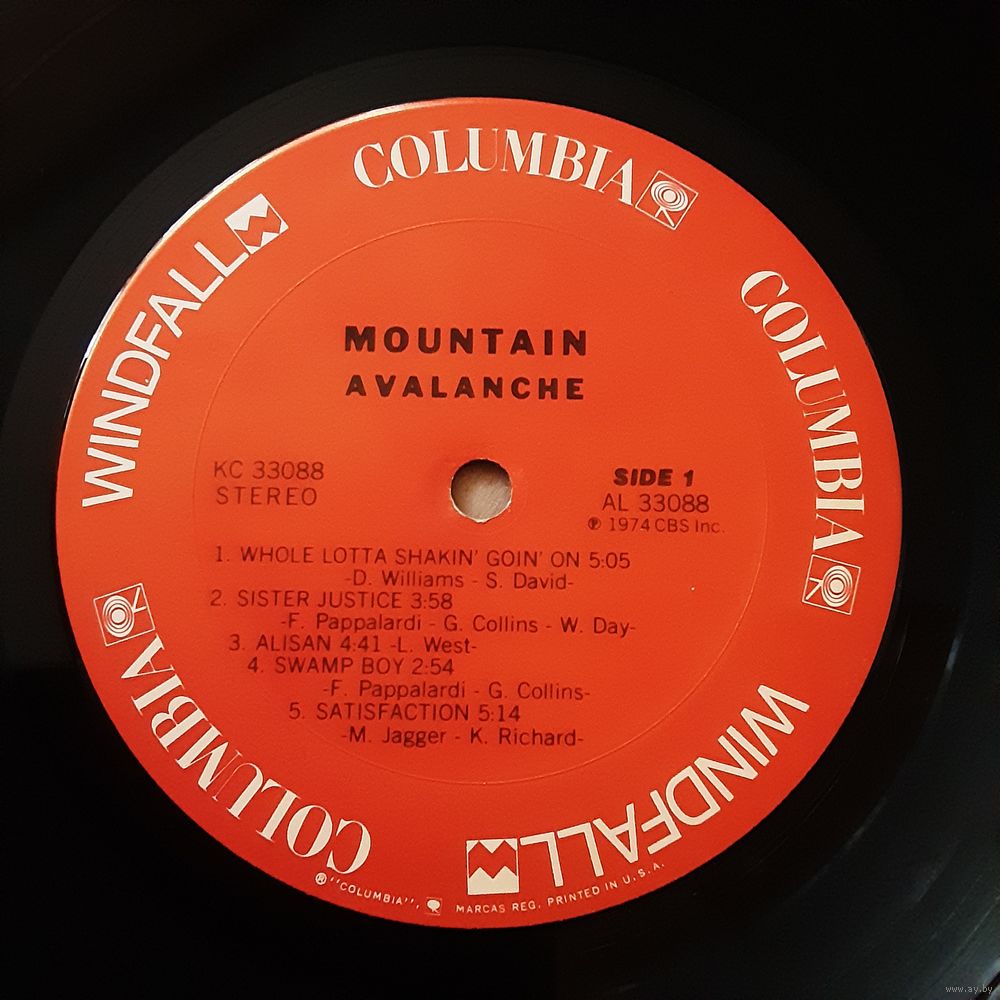 COLUMBIA
WINDFALL
COLUMBIA
MOUNTAIN
AVALANCHE
KC 33088
STEREO
SIDE 1
AL 33088
℗ 1974 CBS Inc.
1. WHOLE LOTTA SHAKIN' GOIN' ON 5:05
-D. Williams - S. David-
2. SISTER JUSTICE 3:58
-F. Pappalardi - G. Collins - W. Day-
3. ALISAN 4:41 -L. West-
4. SWAMP BOY 2:54
-F. Pappalardi - G. Collins-
5. SATISFACTION 5:14
-M. Jagger - K. Richard-
COLUMBIA
WINDFALL
® "COLUMBIA", MARCAS REG. PRINTED IN U.S.A.
www.ay.by